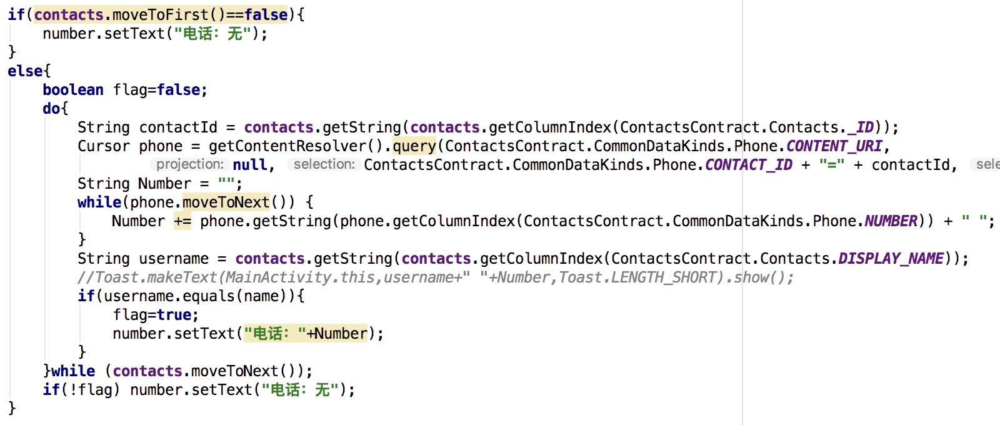 if(contacts.moveToFirst()==false){
number.setText("电话：无");
}
else{
boolean flag=false;
do{
String contactId = contacts.getString(contacts.getColumnIndex(ContactsContract.Contacts._ID));
Cursor phone = getContentResolver().query(ContactsContract.CommonDataKinds.Phone.CONTENT_URI,
projection: null, selection: ContactsContract.CommonDataKinds.Phone.CONTACT_ID + "=" + contactId,
String Number = "";
while(phone.moveToNext()) {
Number += phone.getString(phone.getColumnIndex(ContactsContract.CommonDataKinds.Phone.NUMBER)) + " ";
}
String username = contacts.getString(contacts.getColumnIndex(ContactsContract.Contacts.DISPLAY_NAME));
//Toast.makeText(MainActivity.this,username+" "+Number,Toast.LENGTH_SHORT).show();
if(username.equals(name)){
flag=true;
number.setText("电话："+Number);
}
}while (contacts.moveToNext());
if(!flag) number.setText("电话：无");
}